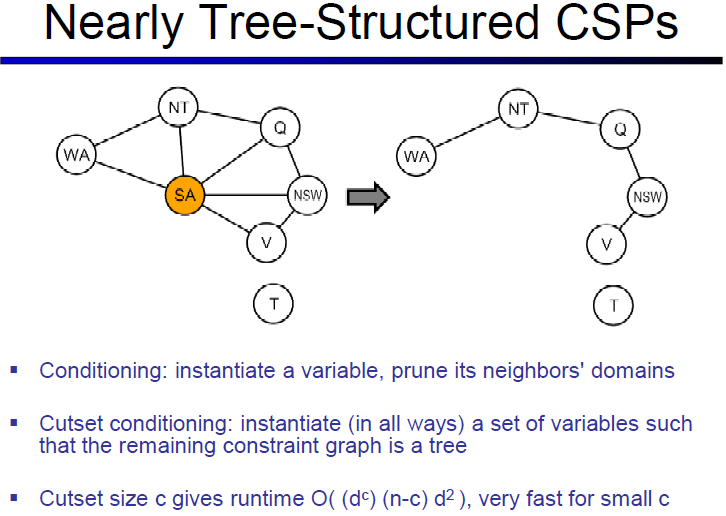 Nearly Tree-Structured CSPs
NT
Q
WA
SA
NSW
V
T
NT
Q
WA
NSW
V
T
▪ Conditioning: instantiate a variable, prune its neighbors' domains
▪ Cutset conditioning: instantiate (in all ways) a set of variables such
that the remaining constraint graph is a tree
▪ Cutset size c gives runtime O( (dᶜ) (n-c) d² ), very fast for small c